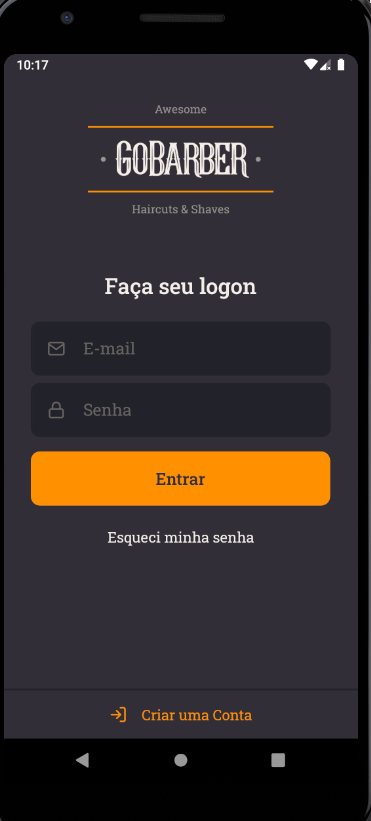 10:17
Awesome
GOBARBER
Haircuts & Shaves
Faça seu logon
E-mail
Senha
Entrar
Esqueci minha senha
Criar uma Conta